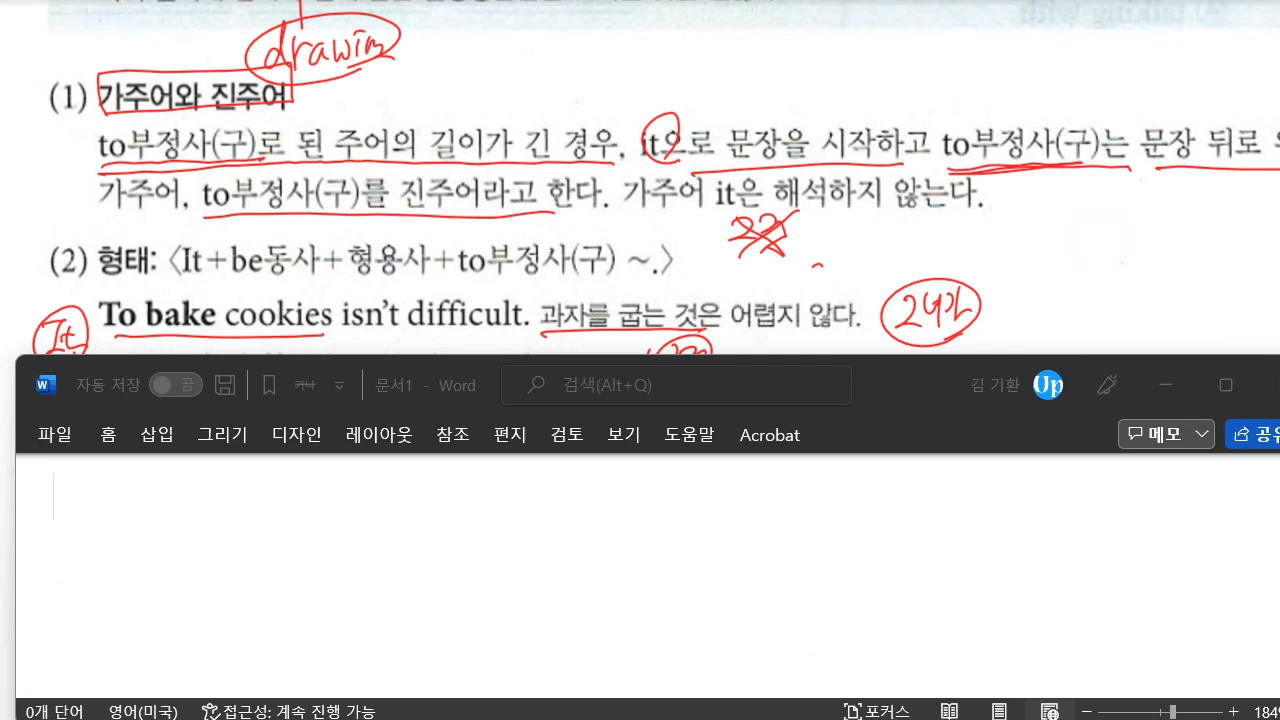 drawin
(1) 가주어와 진주어
to부정사(구)로 된 주어의 길이가 긴 경우, it으로 문장을 시작하고 to부정사(구)는 문장 뒤로
가주어, to부정사(구)를 진주어라고 한다. 가주어 it은 해석하지 않는다.
(2) 형태: 〈It+be동사+형용사+to부정사(구) ~.〉
To bake cookies isn't difficult. 과자를 굽는 것은 어렵지 않다.
It
자동 저장 끔 가나 문서1 - Word 검색(Alt+Q) 김 기환 Up
파일 홈 삽입 그리기 디자인 레이아웃 참조 편지 검토 보기 도움말 Acrobat 메모 공유
0개 단어 영어(미국) 접근성: 계속 진행 가능 포커스 184%